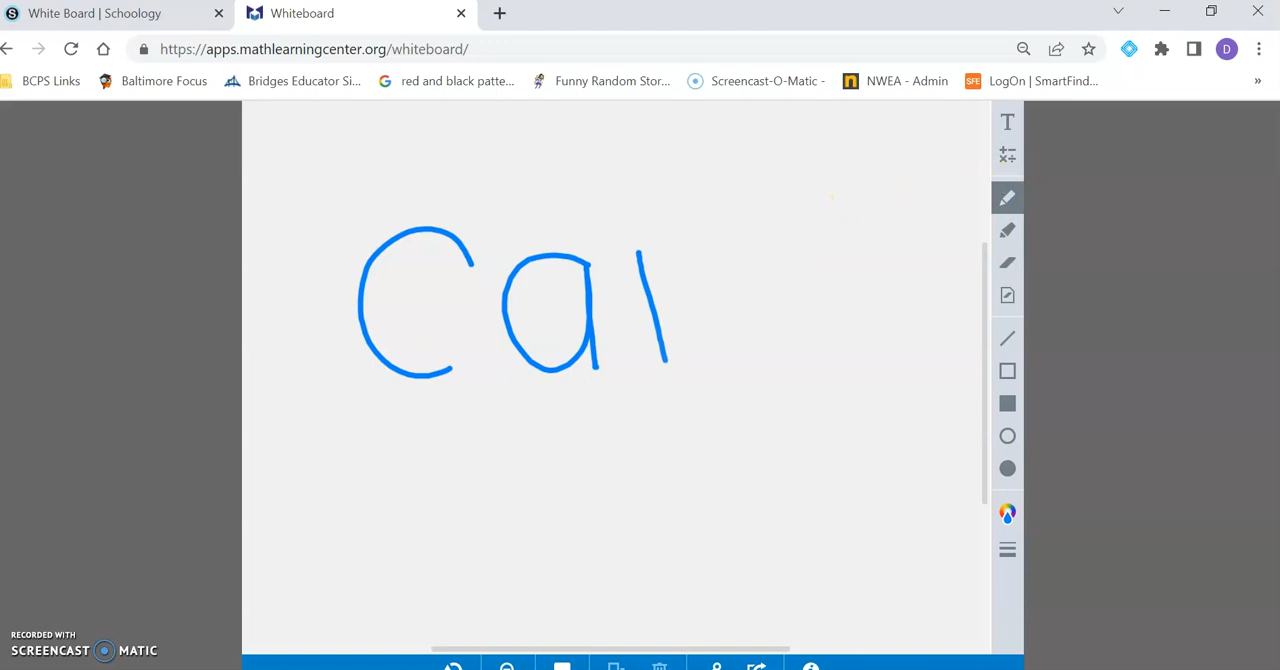 White Board | Schoology
Whiteboard
https://apps.mathlearningcenter.org/whiteboard/
D
BCPS Links
Baltimore Focus
Bridges Educator Si...
G
red and black patte...
Funny Random Stor...
Screencast-O-Matic -
NWEA - Admin
SFE
LogOn | SmartFind...
»
T
Cal
RECORDED WITH
SCREENCAST MATIC